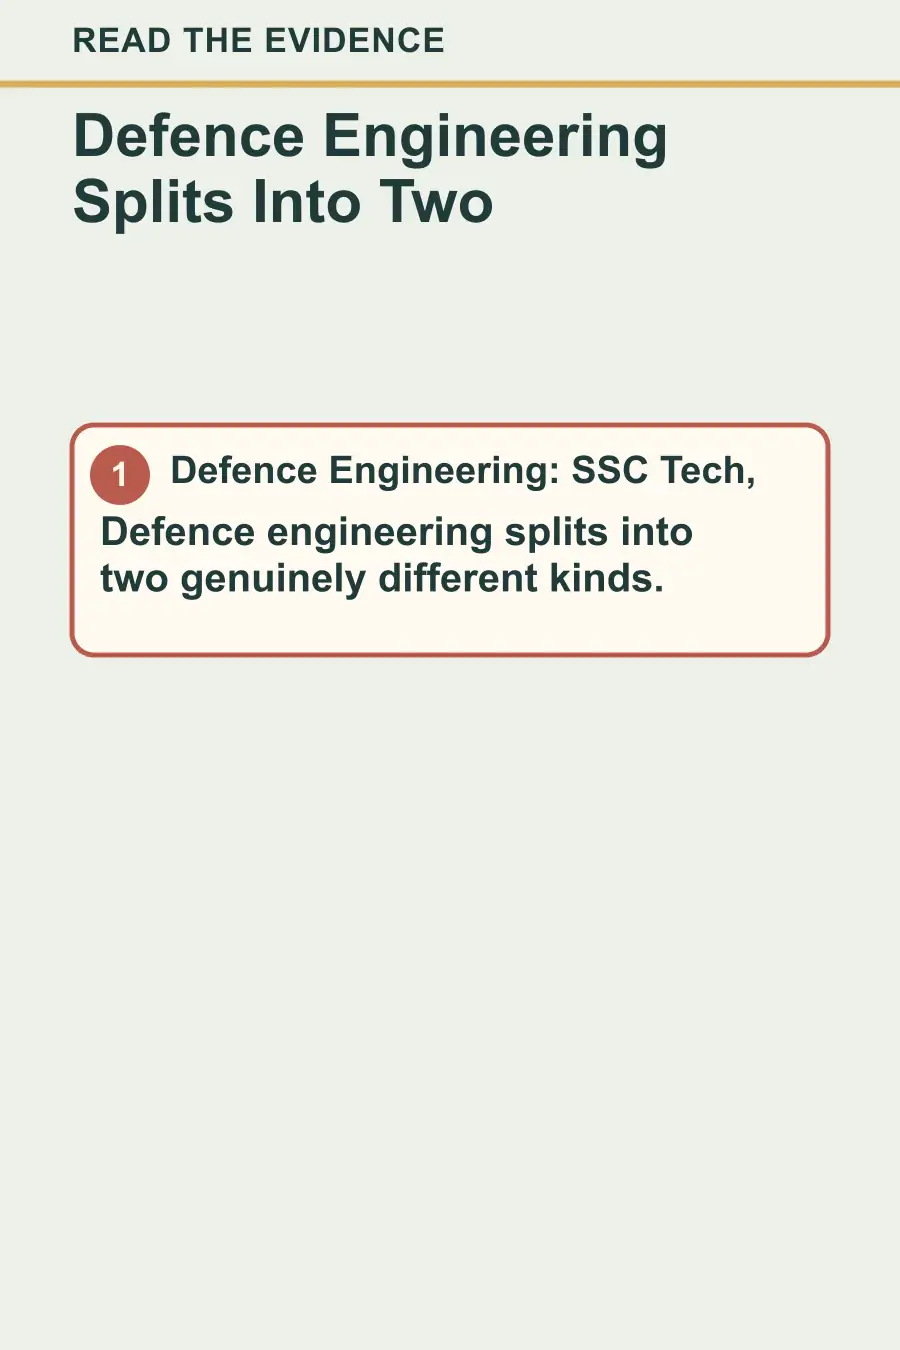 READ THE EVIDENCE
Defence Engineering
Splits Into Two
1 Defence Engineering: SSC Tech,
Defence engineering splits into
two genuinely different kinds.